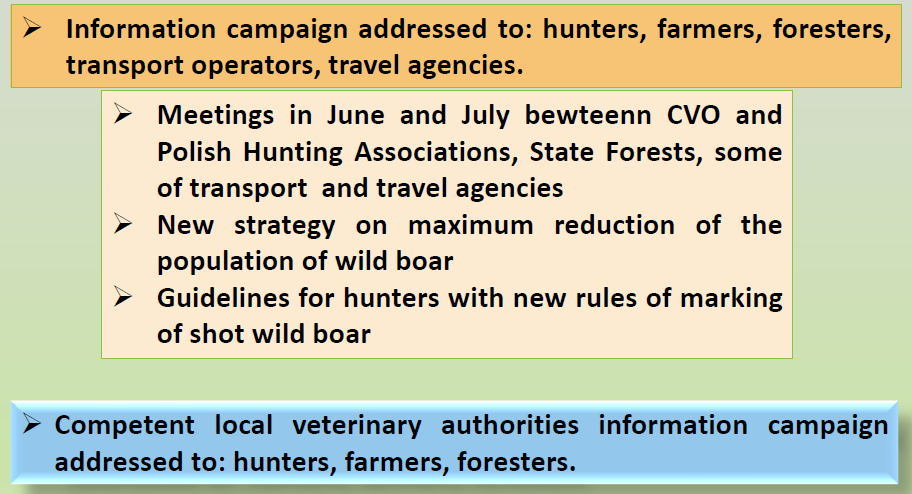 ➢ Information campaign addressed to: hunters, farmers, foresters,
transport operators, travel agencies.
➢ Meetings in June and July bewteenn CVO and
Polish Hunting Associations, State Forests, some
of transport and travel agencies
➢ New strategy on maximum reduction of the
population of wild boar
➢ Guidelines for hunters with new rules of marking
of shot wild boar
➢ Competent local veterinary authorities information campaign
addressed to: hunters, farmers, foresters.